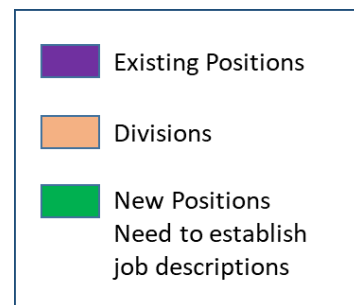 Existing Positions
Divisions
New Positions
Need to establish
job descriptions